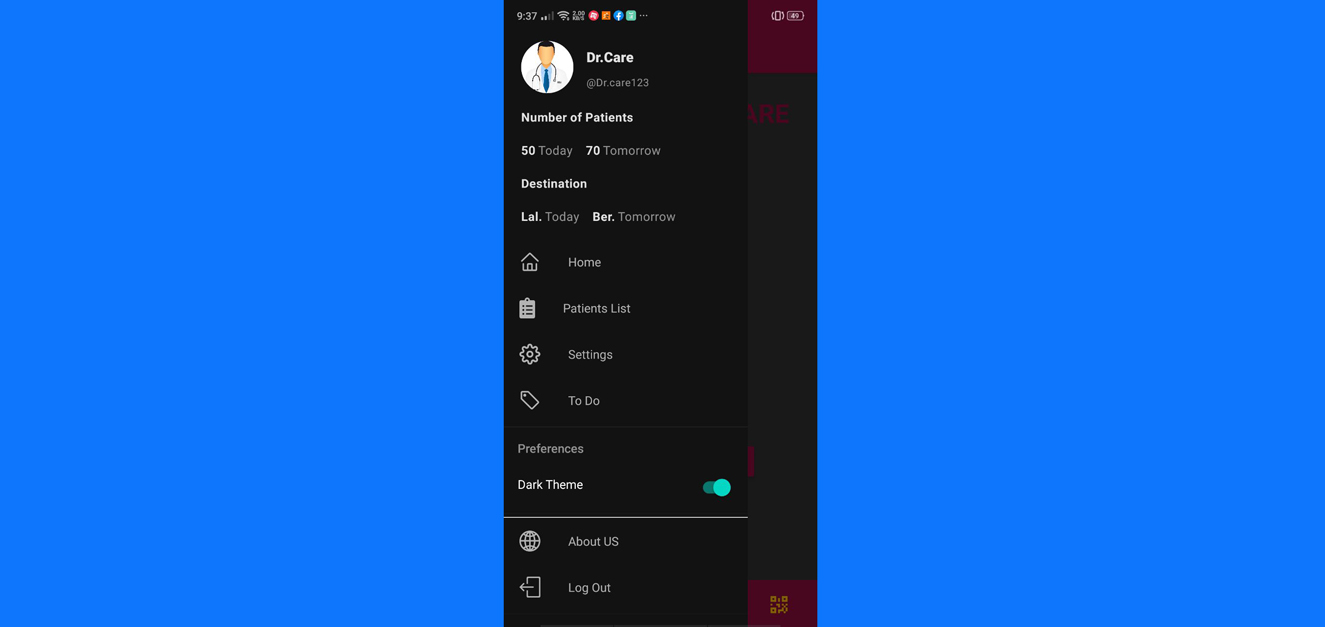 9:37 2.00 KB/S ... 49
Dr.Care
@Dr.care123
ARE
Number of Patients
50 Today 70 Tomorrow
Destination
Lal. Today Ber. Tomorrow
Home
Patients List
Settings
To Do
Preferences
Dark Theme
About US
Log Out